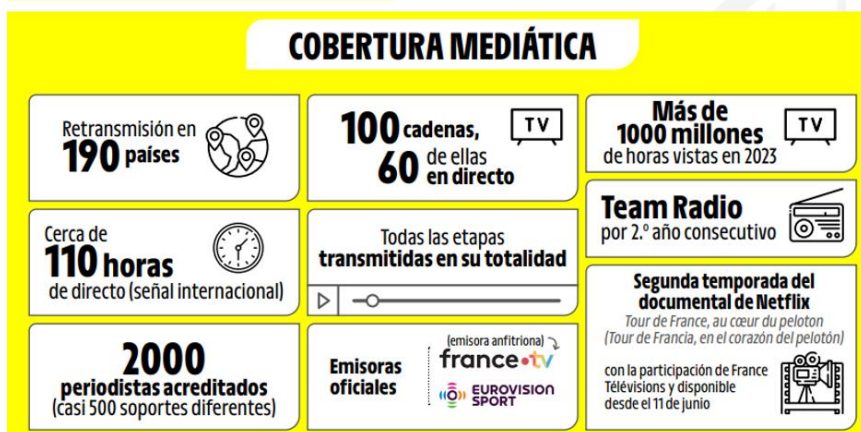 COBERTURA MEDIÁTICA
Retransmisión en
190 países
100 cadenas,
60 de ellas
en directo
TV
Más de
1000 millones
de horas vistas en 2023
TV
Cerca de
110 horas
de directo (señal internacional)
Todas las etapas
transmitidas en su totalidad
Team Radio
por 2.º año consecutivo
2000
periodistas acreditados
(casi 500 soportes diferentes)
Emisoras
oficiales
(emisora anfitriona)
france•tv
EUROVISION
SPORT
Segunda temporada del
documental de Netflix
Tour de France, au cœur du peloton
(Tour de Francia, en el corazón del pelotón)
con la participación de France
Télévisions y disponible
desde el 11 de junio